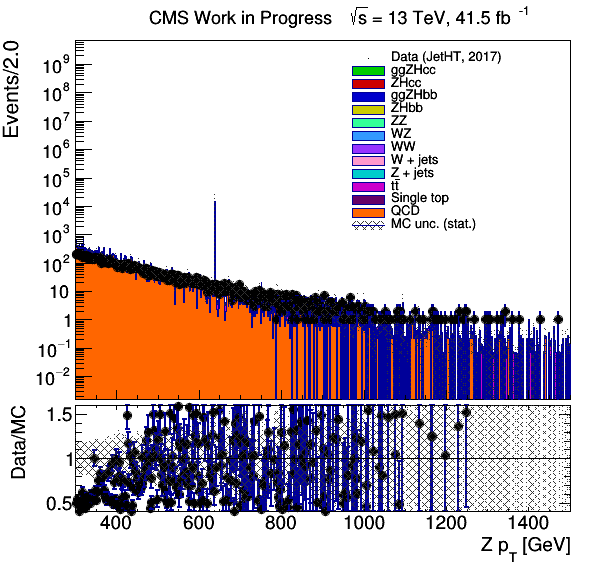 CMS Work in Progress √s = 13 TeV, 41.5 fb⁻¹
Events/2.0
10⁹
10⁸
10⁷
10⁶
10⁵
10⁴
10³
10²
10
1
10⁻¹
10⁻²
Data (JetHT, 2017)
ggZHcc
ZHcc
ggZHbb
ZHbb
ZZ
WZ
WW
W + jets
Z + jets
tt̄
Single top
QCD
MC unc. (stat.)
Data/MC
1.5
1
0.5
400 600 800 1000 1200 1400
Z p_T [GeV]